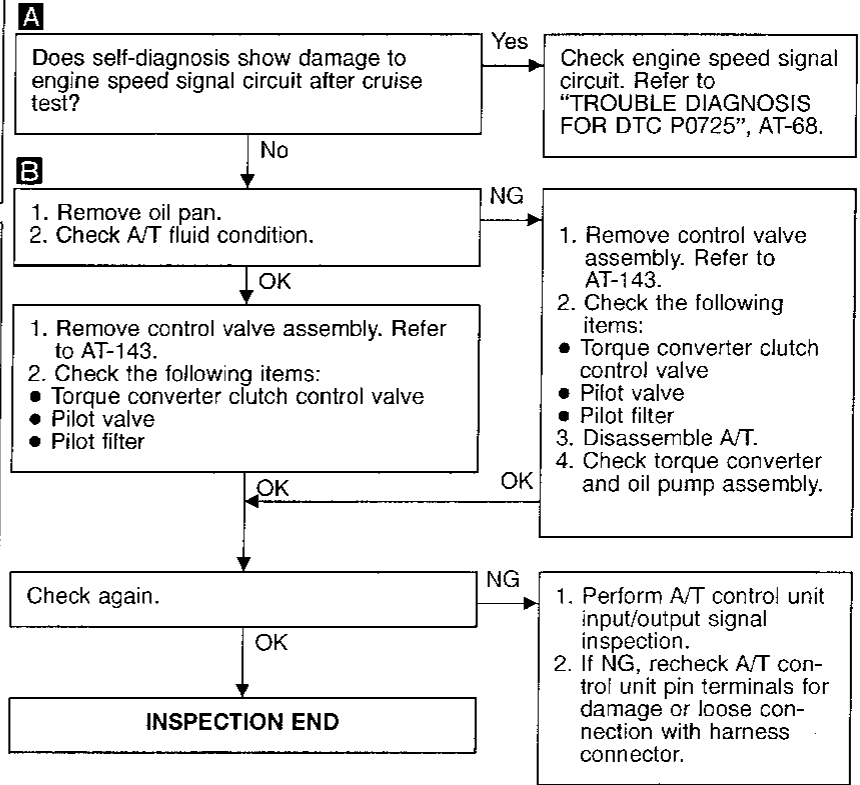 A
Does self-diagnosis show damage to
engine speed signal circuit after cruise
test?
Yes
Check engine speed signal
circuit. Refer to
“TROUBLE DIAGNOSIS
FOR DTC P0725”, AT-68.
No
B
1. Remove oil pan.
2. Check A/T fluid condition.
NG
1. Remove control valve
assembly. Refer to
AT-143.
2. Check the following
items:
● Torque converter clutch
control valve
● Pilot valve
● Pilot filter
3. Disassemble A/T.
4. Check torque converter
and oil pump assembly.
OK
1. Remove control valve assembly. Refer
to AT-143.
2. Check the following items:
● Torque converter clutch control valve
● Pilot valve
● Pilot filter
OK
OK
Check again.
NG
1. Perform A/T control unit
input/output signal
inspection.
2. If NG, recheck A/T con-
trol unit pin terminals for
damage or loose con-
nection with harness
connector.
OK
INSPECTION END